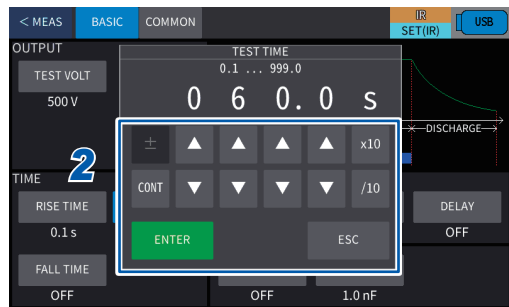 < MEAS BASIC COMMON IR SET(IR) USB
OUTPUT
TEST VOLT
500 V
TEST TIME
0.1 ... 999.0
0 6 0. 0 s
± ▲ ▲ ▲ ▲ x10
CONT ▼ ▼ ▼ ▼ /10
ENTER ESC
2
DISCHARGE
TIME
RISE TIME
0.1 s
DELAY
OFF
FALL TIME
OFF
OFF
1.0 nF